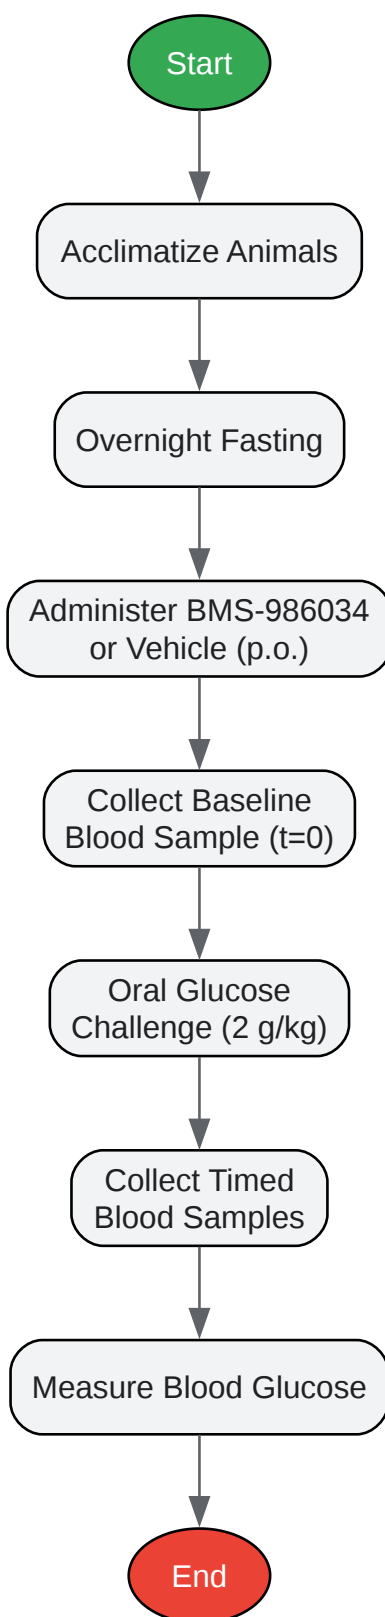 Start
Acclimatize Animals
Overnight Fasting
Administer BMS-986034
or Vehicle (p.o.)
Collect Baseline
Blood Sample (t=0)
Oral Glucose
Challenge (2 g/kg)
Collect Timed
Blood Samples
Measure Blood Glucose
End